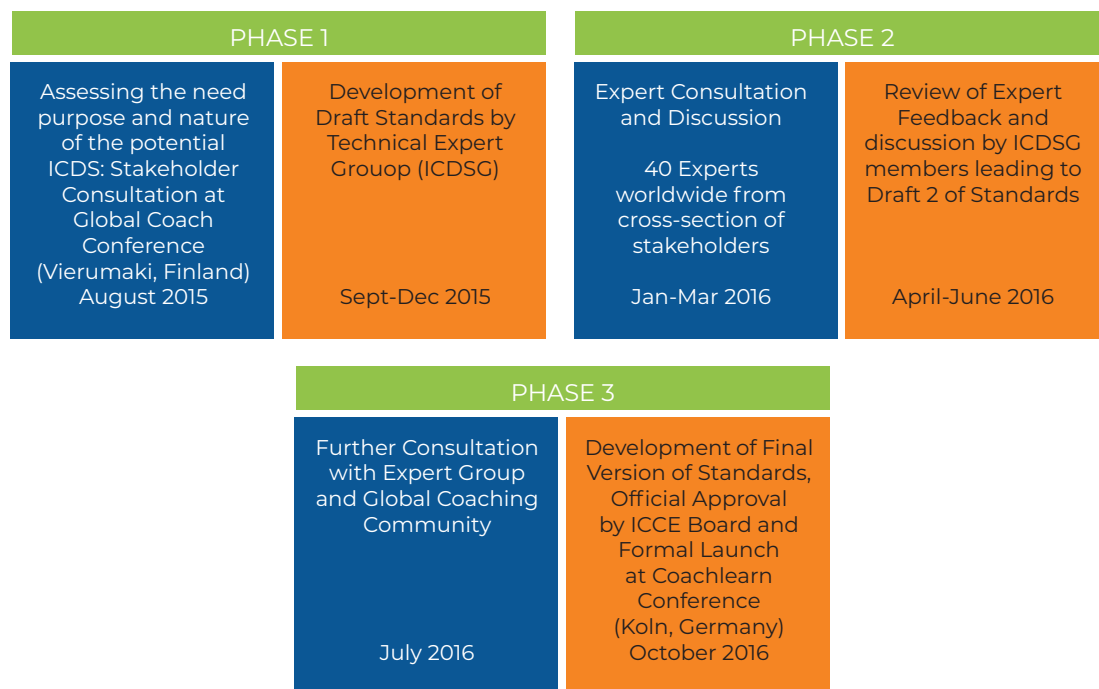 PHASE 1
Assessing the need
purpose and nature
of the potential
ICDS: Stakeholder
Consultation at
Global Coach
Conference
(Vierumaki, Finland)
August 2015
Development of
Draft Standards by
Technical Expert
Grouop (ICDSG)
Sept-Dec 2015
PHASE 2
Expert Consultation
and Discussion
40 Experts
worldwide from
cross-section of
stakeholders
Jan-Mar 2016
Review of Expert
Feedback and
discussion by ICDSG
members leading to
Draft 2 of Standards
April-June 2016
PHASE 3
Further Consultation
with Expert Group
and Global Coaching
Community
July 2016
Development of Final
Version of Standards,
Official Approval
by ICCE Board and
Formal Launch
at Coachlearn
Conference
(Koln, Germany)
October 2016